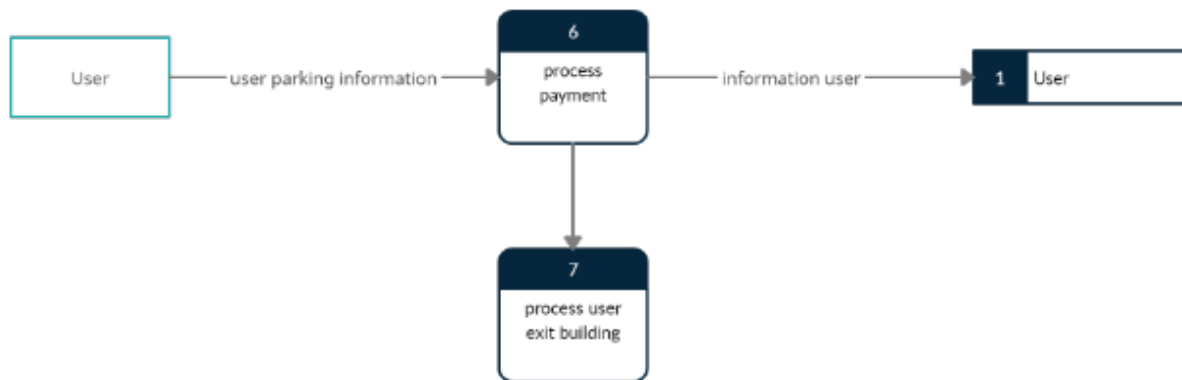 6
User
user parking information
process
payment
information user
1
User
7
process user
exit building